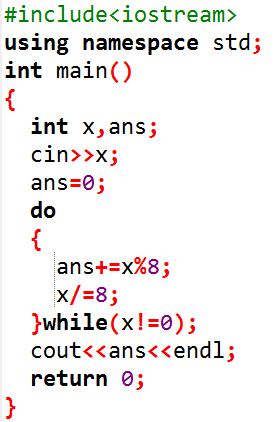 #include<iostream>
using namespace std;
int main()
{
  int x,ans;
  cin>>x;
  ans=0;
  do
  {
    ans+=x%8;
    x/=8;
  }while(x!=0);
  cout<<ans<<endl;
  return 0;
}